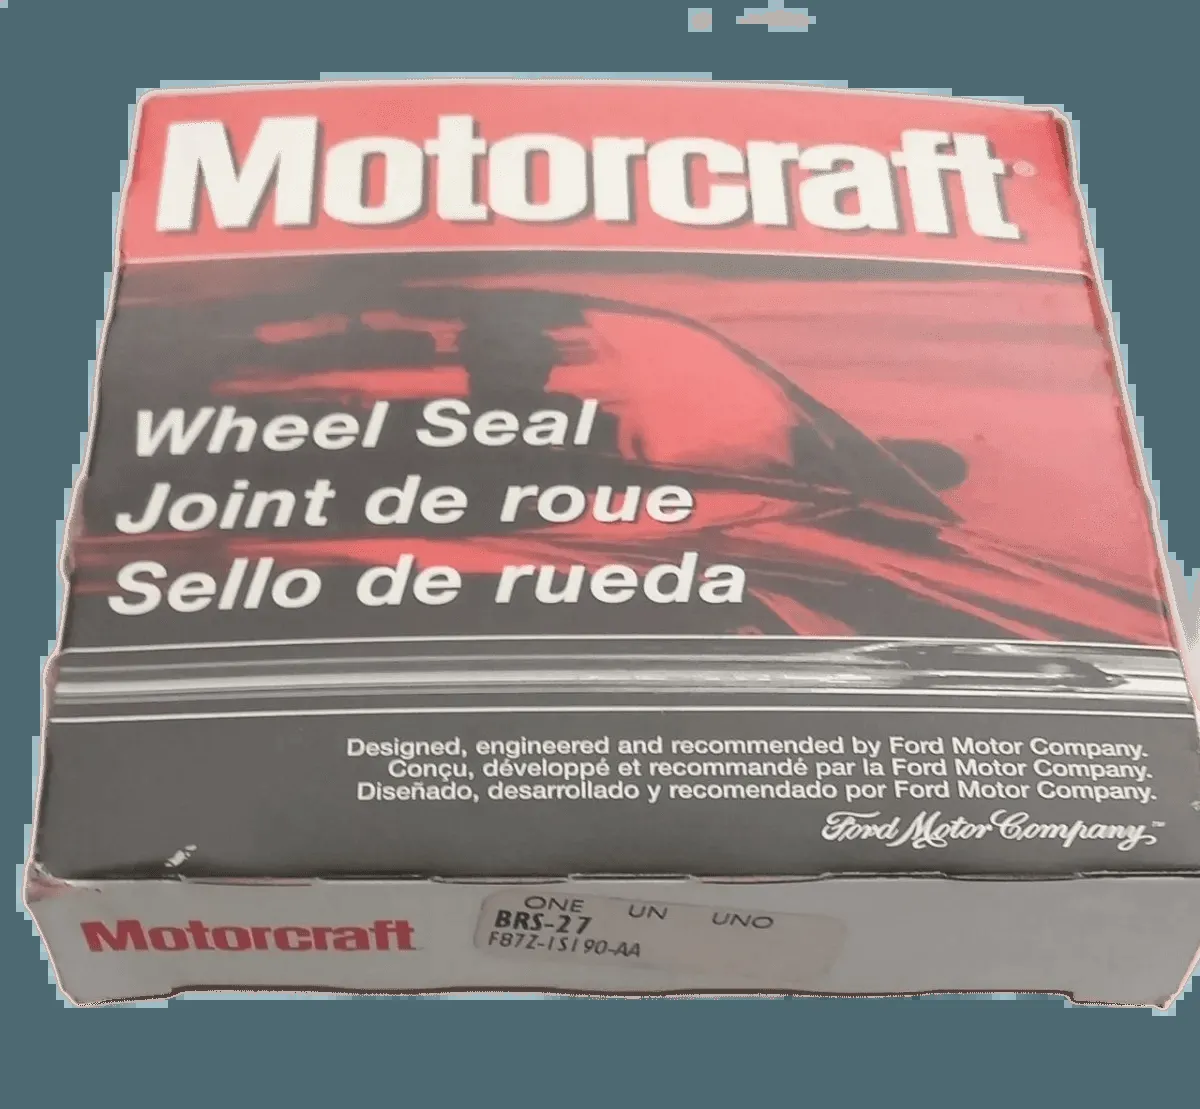 Motorcraft®
Wheel Seal
Joint de roue
Sello de rueda
Designed, engineered and recommended by Ford Motor Company.
Conçu, développé et recommandé par la Ford Motor Company.
Diseñado, desarrollado y recomendado por Ford Motor Company.
Ford Motor Company™
Motorcraft
ONE UN UNO
BRS-27
F87Z-1S190-AA